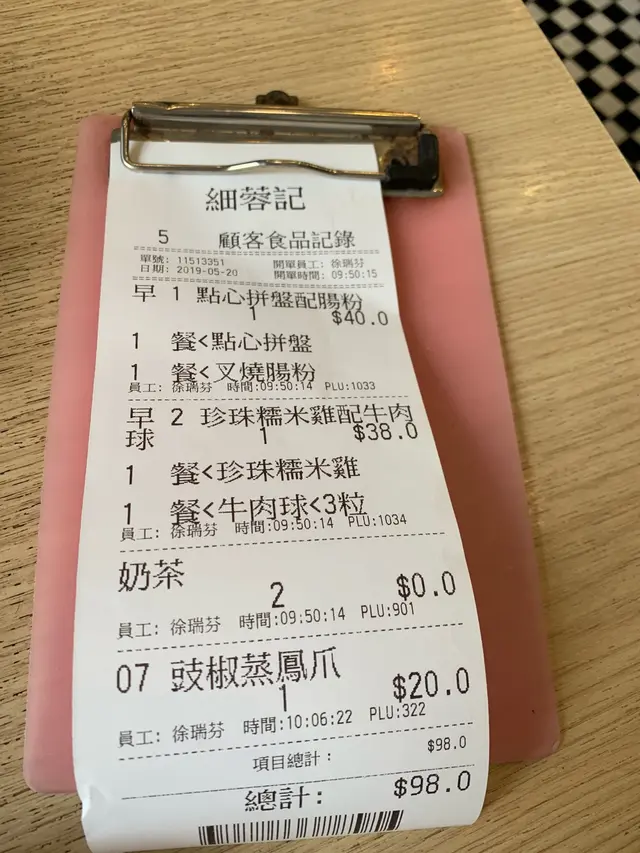 細蓉記
5 顧客食品記錄
單號: 11513351 開單員工: 徐瑞芬
日期: 2019-05-20 開單時間: 09:50:15
早 1 點心拼盤配腸粉
1 $40.0
1 餐<點心拼盤
1 餐<叉燒腸粉
員工: 徐瑞芬 時間:09:50:14 PLU:1033
早 2 珍珠糯米雞配牛肉
球 1 $38.0
1 餐<珍珠糯米雞
1 餐<牛肉球<3粒
員工: 徐瑞芬 時間:09:50:14 PLU:1034
奶茶
2 $0.0
員工: 徐瑞芬 時間:09:50:14 PLU:901
07 豉椒蒸鳳爪
1 $20.0
員工: 徐瑞芬 時間:10:06:22 PLU:322
項目總計: $98.0
總計: $98.0